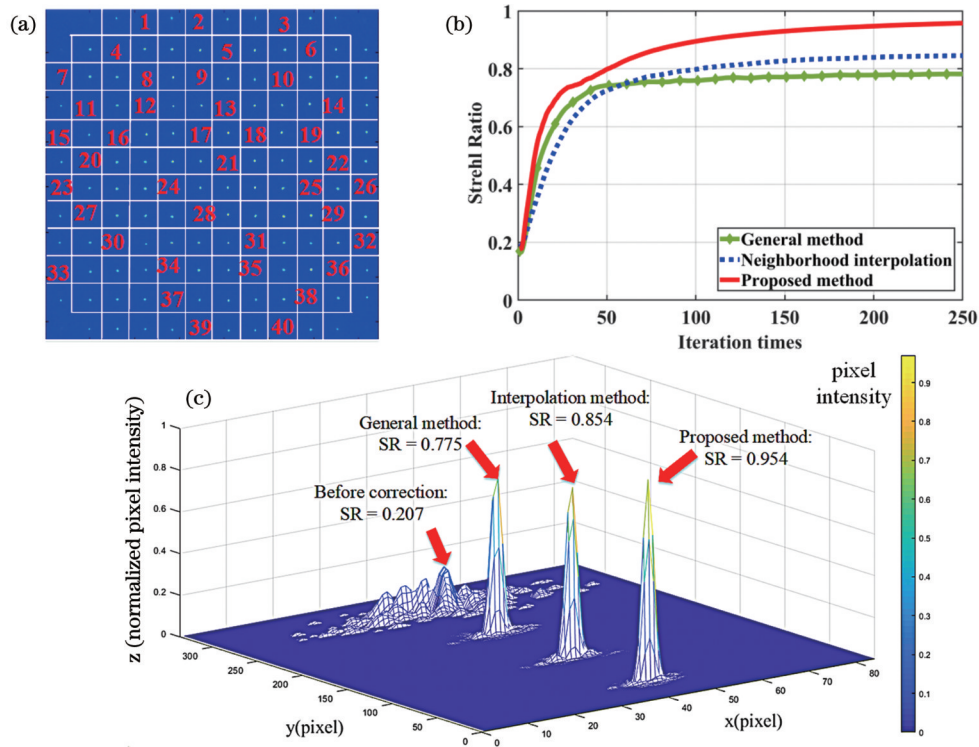 (a)
1 2 3
4 5 6
7 8 9 10
11 12 13 14
15 16 17 18 19
20 21 22
23 24 25 26
27 28 29
30 31 32
33 34 35 36
37 38
39 40
(b)
1
0.8
0.6
0.4
0.2
0
Strehl Ratio
General method
Neighborhood interpolation
Proposed method
0 50 100 150 200 250
Iteration times
(c)
z (normalized pixel intensity)
1
0.8
0.6
0.4
0.2
0
Before correction:
SR = 0.207
General method:
SR = 0.775
Interpolation method:
SR = 0.854
Proposed method:
SR = 0.954
300
250
200
150
100
50
0
y(pixel)
0
10
20
30
40
50
60
70
80
x(pixel)
pixel
intensity
0.9
0.8
0.7
0.6
0.5
0.4
0.3
0.2
0.1
0